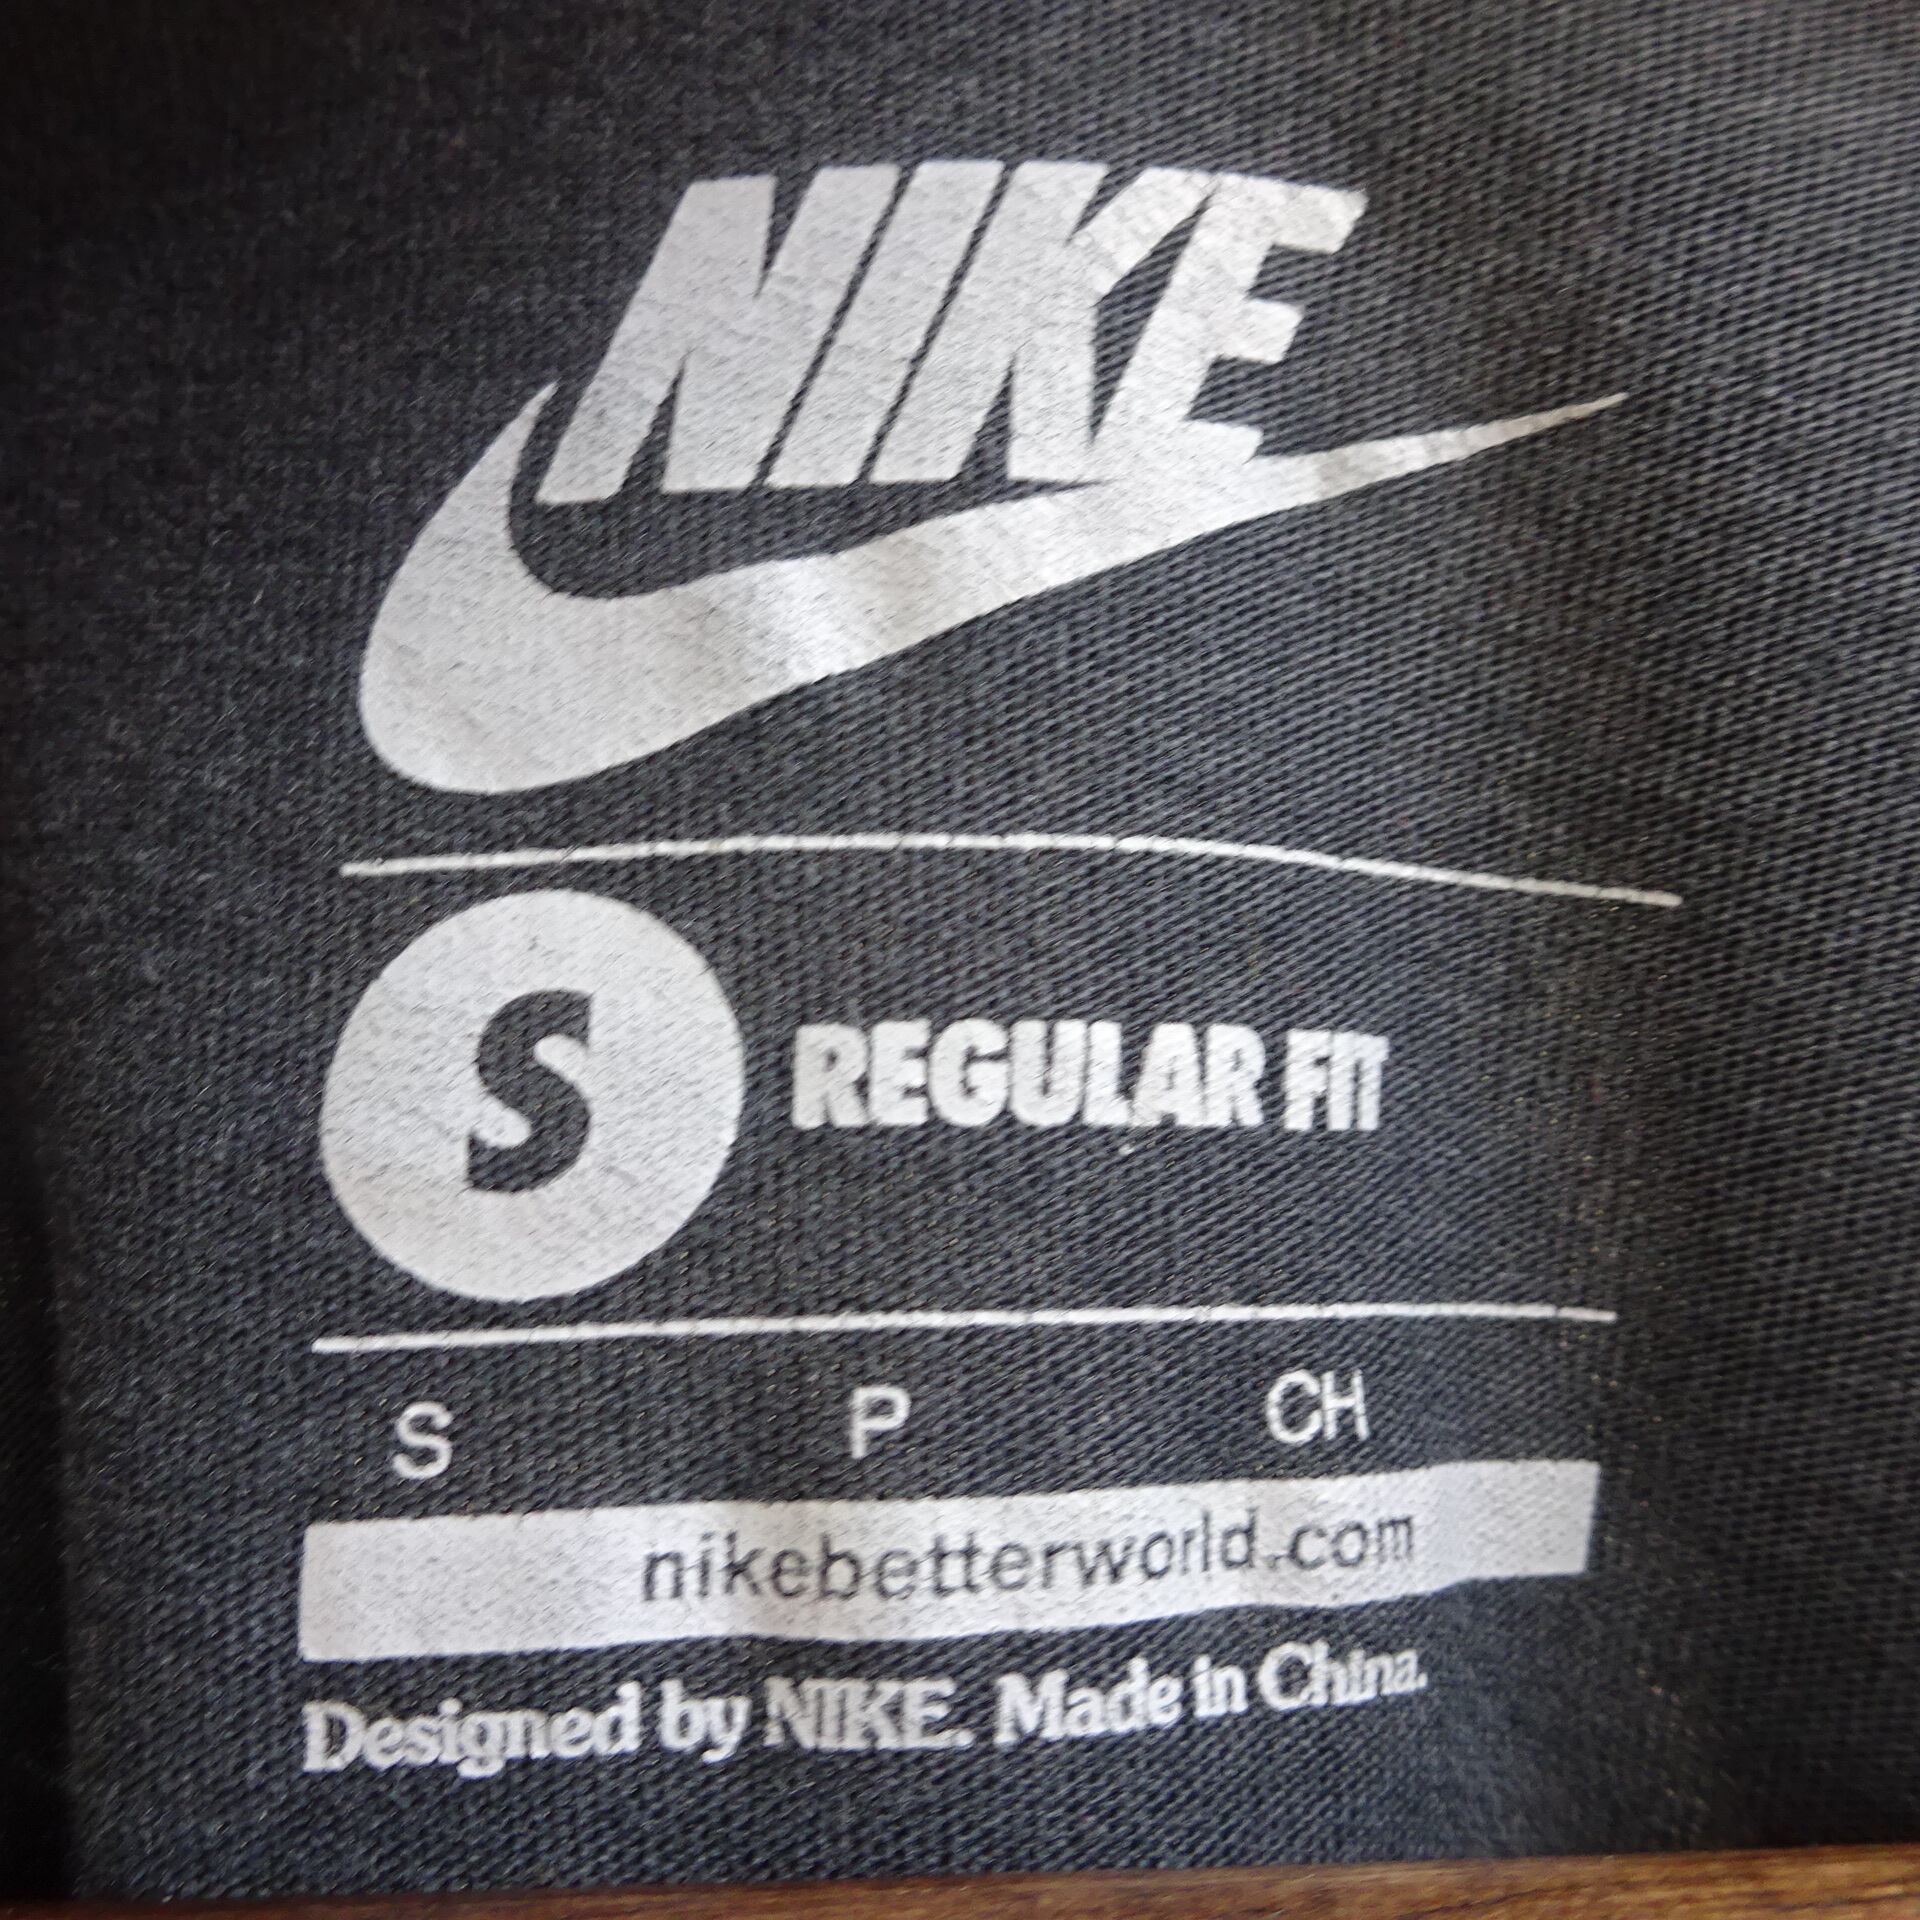 NIKE
S REGULAR FIT
S P CH
nikebetterworld.com
Designed by NIKE. Made in China.